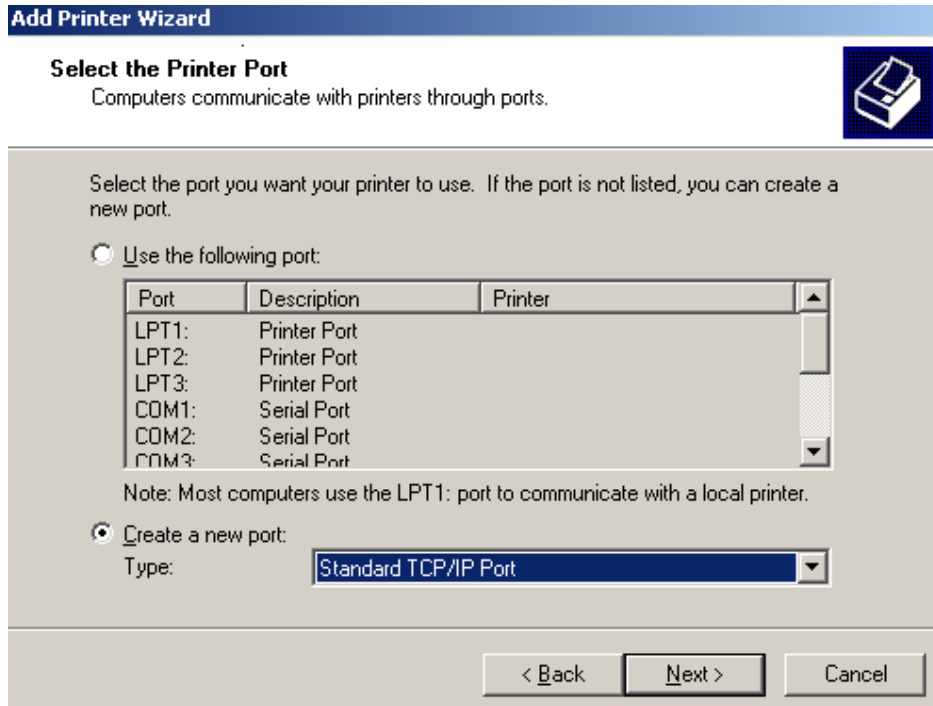 Add Printer Wizard
Select the Printer Port
Computers communicate with printers through ports.
Select the port you want your printer to use. If the port is not listed, you can create a
new port.
Use the following port:
Port Description Printer
LPT1: Printer Port
LPT2: Printer Port
LPT3: Printer Port
COM1: Serial Port
COM2: Serial Port
COM3: Serial Port
Note: Most computers use the LPT1: port to communicate with a local printer.
Create a new port:
Type: Standard TCP/IP Port
< Back Next > Cancel